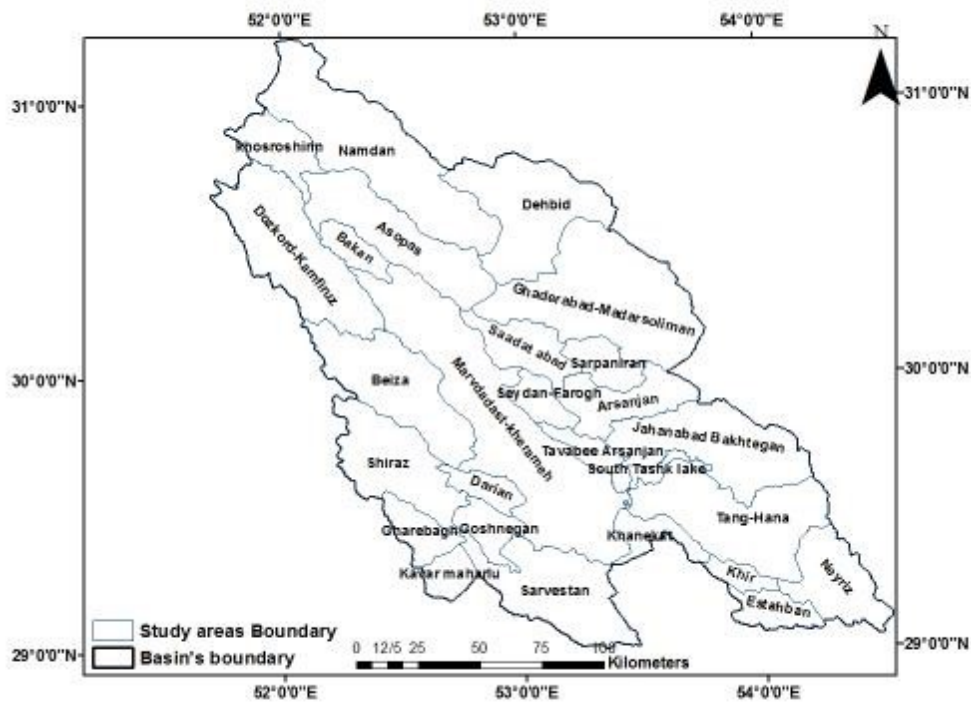 52°0'0"E 53°0'0"E 54°0'0"E
N
31°0'0"N 31°0'0"N
khosroshirin
Namdan
Dehbid
Dozkord-Kamfiruz
Bakan
Asopas
Ghaderabad-Madarsoliman
Saadat abad
Sarpaniran
30°0'0"N 30°0'0"N
Beiza
Marvdadast-kherameh
Seydan-Farogh
Arsanjan
Jahanabad Bakhtegan
Tavabee Arsanjan
South Tashk lake
Shiraz
Darian
Tang-Hana
Gharebagh
Goshnegan
Khir
Neyriz
Kavar maharlu
Sarvestan
Estahban
Study areas Boundary
Basin's boundary
0 12/5 25 50 75 100
Kilometers
29°0'0"N 29°0'0"N
52°0'0"E 53°0'0"E 54°0'0"E